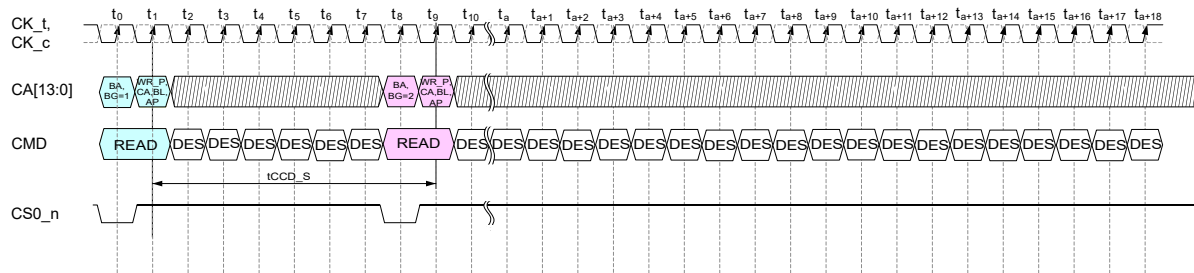 t0 t1 t2 t3 t4 t5 t6 t7 t8 t9 t10 ta ta+1 ta+2 ta+3 ta+4 ta+5 ta+6 ta+7 ta+8 ta+9 ta+10 ta+11 ta+12 ta+13 ta+14 ta+15 ta+16 ta+17 ta+18
CK_t,
CK_c
CA[13:0]
BA,
BG=1
WR_P,
CA,BL,
AP
BA,
BG=2
WR_P,
CA,BL,
AP
CMD READ DES DES DES DES DES DES READ DES DES DES DES DES DES DES DES DES DES DES DES DES DES DES DES DES DES DES
tCCD_S
CS0_n